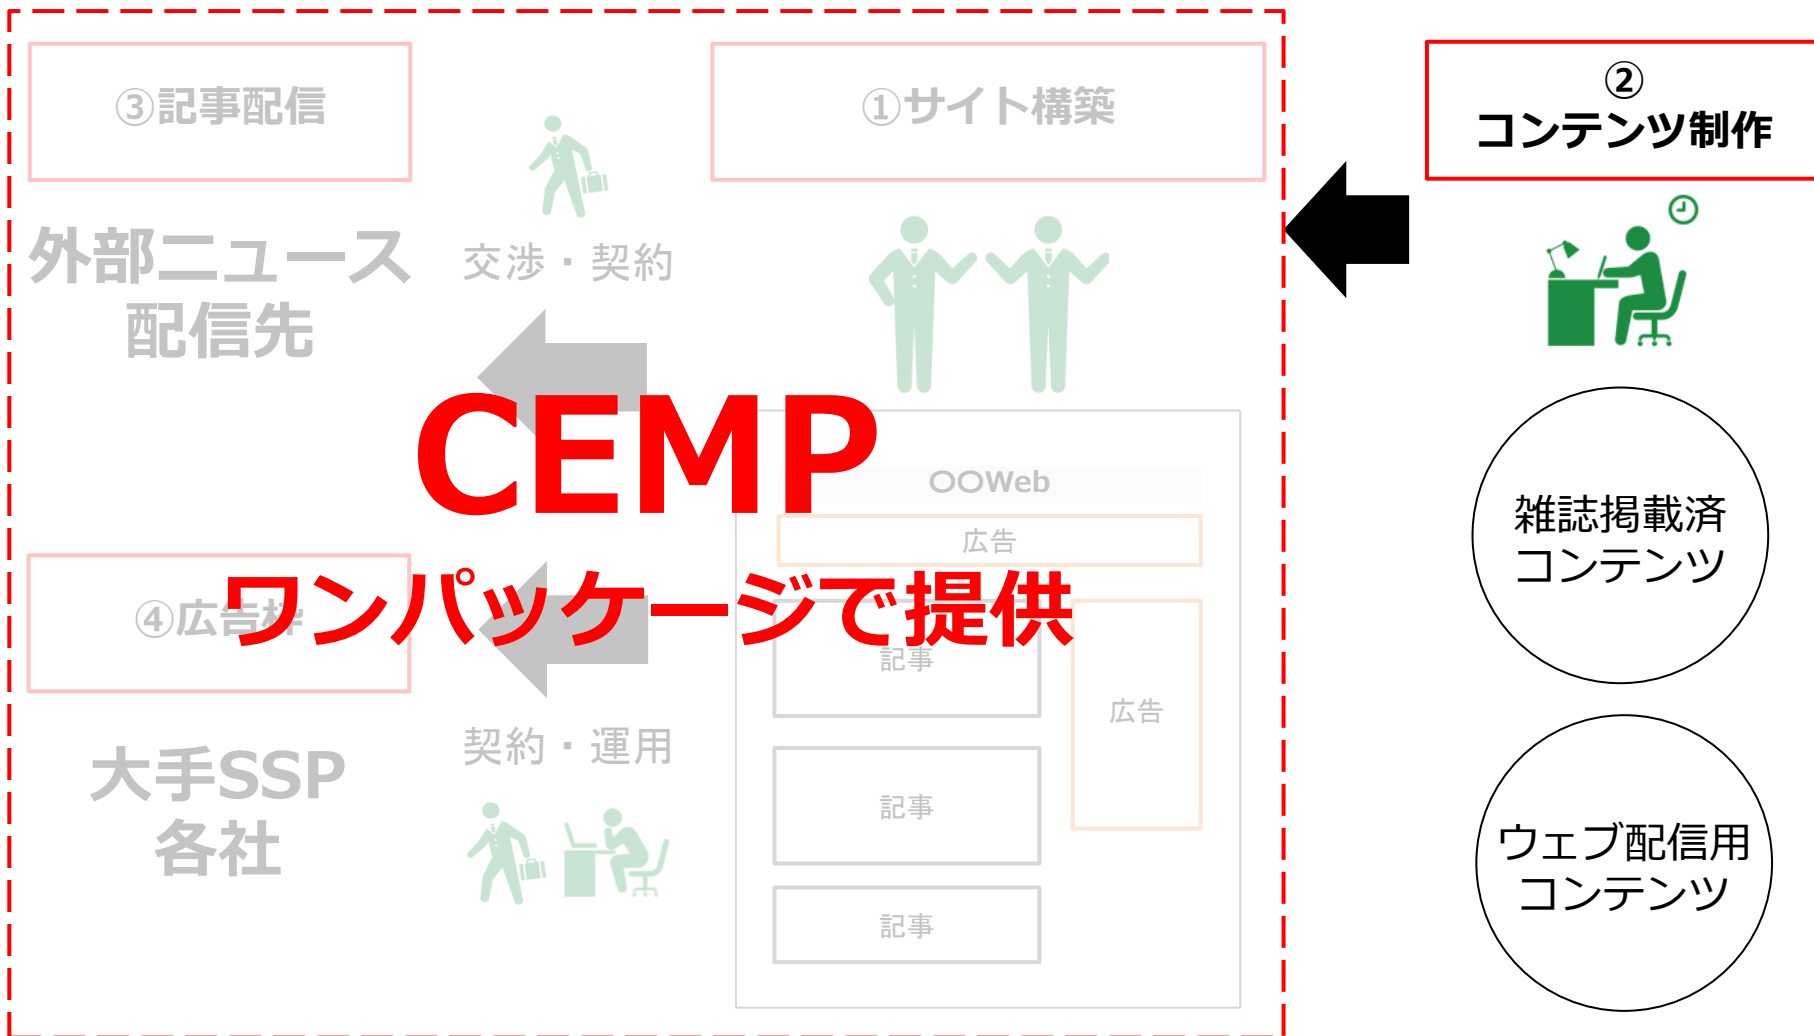 ③記事配信
①サイト構築
②
コンテンツ制作
外部ニュース
配信先
交渉・契約
CEMP
ワンパッケージで提供
〇〇Web
広告
記事
広告
記事
記事
④広告枠
契約・運用
大手SSP
各社
雑誌掲載済
コンテンツ
ウェブ配信用
コンテンツ